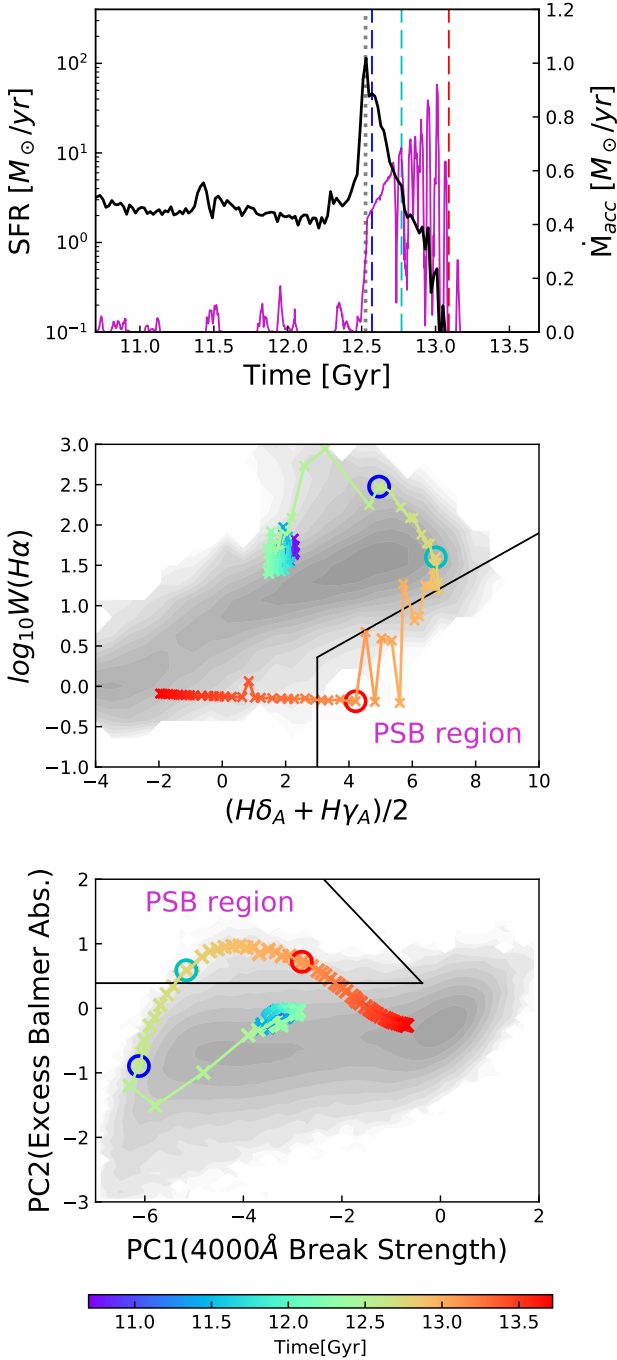 SFR [M⊙/yr]
10² 10¹ 10⁰ 10⁻¹
1.2 1.0 0.8 0.6 0.4 0.2 0.0
Ṁacc [M⊙/yr]
11.0 11.5 12.0 12.5 13.0 13.5
Time [Gyr]
log₁₀W(Hα)
3.0 2.5 2.0 1.5 1.0 0.5 0.0 −0.5 −1.0
PSB region
−4 −2 0 2 4 6 8 10
(HδA + HγA)/2
PC2(Excess Balmer Abs.)
2 1 0 −1 −2 −3
PSB region
−6 −4 −2 0 2
PC1(4000Å Break Strength)
11.0 11.5 12.0 12.5 13.0 13.5
Time[Gyr]